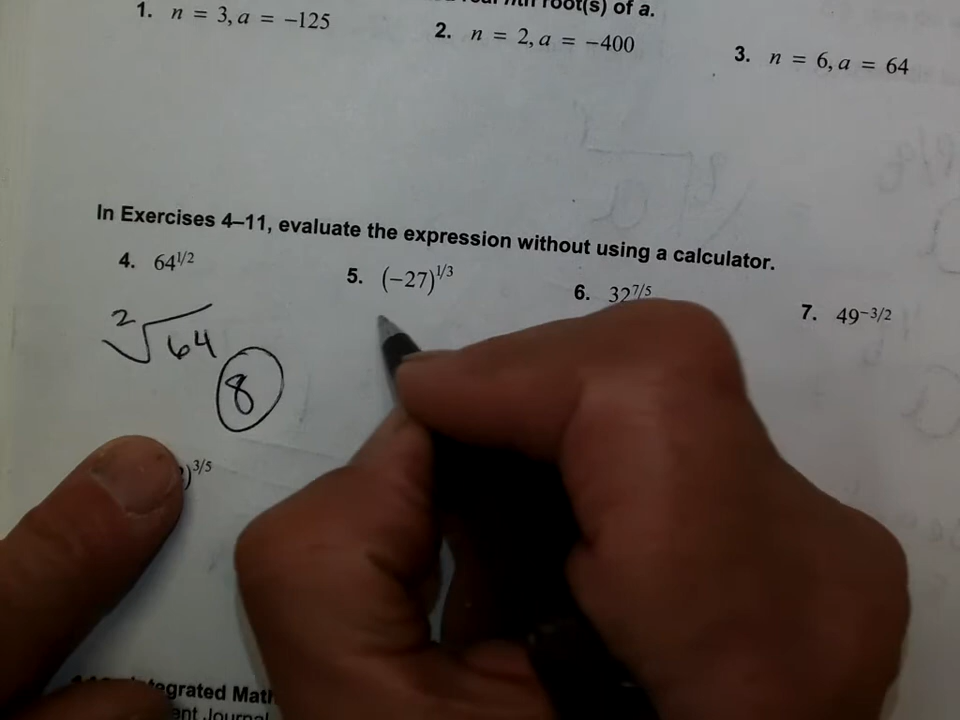 nth root(s) of a.
1. n = 3, a = −125
2. n = 2, a = −400
3. n = 6, a = 64
In Exercises 4–11, evaluate the expression without using a calculator.
4. 64^1/2
5. (−27)^1/3
6. 32^7/5
7. 49^−3/2
²√64
8
)^3/5